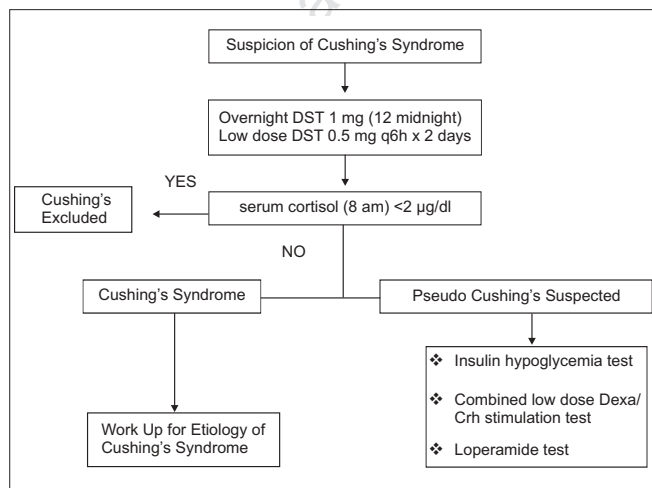 Suspicion of Cushing's Syndrome
Overnight DST 1 mg (12 midnight)
Low dose DST 0.5 mg q6h x 2 days
YES
Cushing's
Excluded
serum cortisol (8 am) <2 µg/dl
NO
Cushing's Syndrome
Pseudo Cushing's Suspected
❖ Insulin hypoglycemia test
❖ Combined low dose Dexa/
Crh stimulation test
❖ Loperamide test
Work Up for Etiology of
Cushing's Syndrome